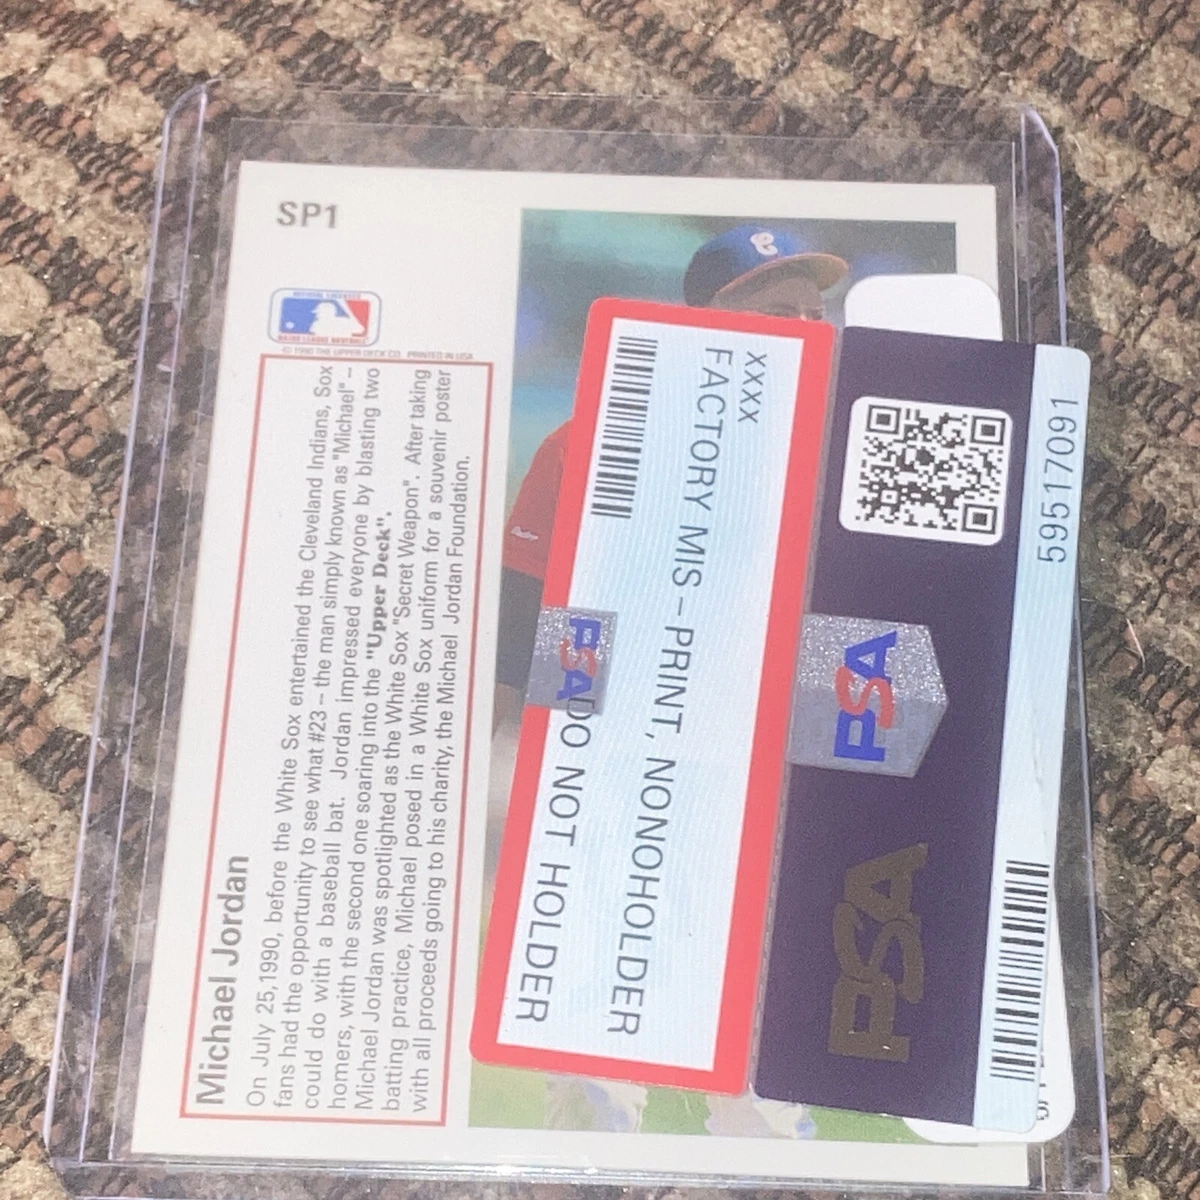 SP1
© 1990 THE UPPER DECK CO. PRINTED IN USA
Michael Jordan
On July 25,1990, before the White Sox entertained the Cleveland Indians, Sox
fans had the opportunity to see what #23 – the man simply known as "Michael" –
could do with a baseball bat. Jordan impressed everyone by blasting two
homers, with the second one soaring into the "Upper Deck".
Michael Jordan was spotlighted as the White Sox "Secret Weapon". After taking
batting practice, Michael posed in a White Sox uniform for a souvenir poster
with all proceeds going to his charity, the Michael Jordan Foundation.
XXXX
FACTORY MIS-PRINT, NONOHOLDER
DO NOT HOLDER
PSA
PSA
PSA
59517091